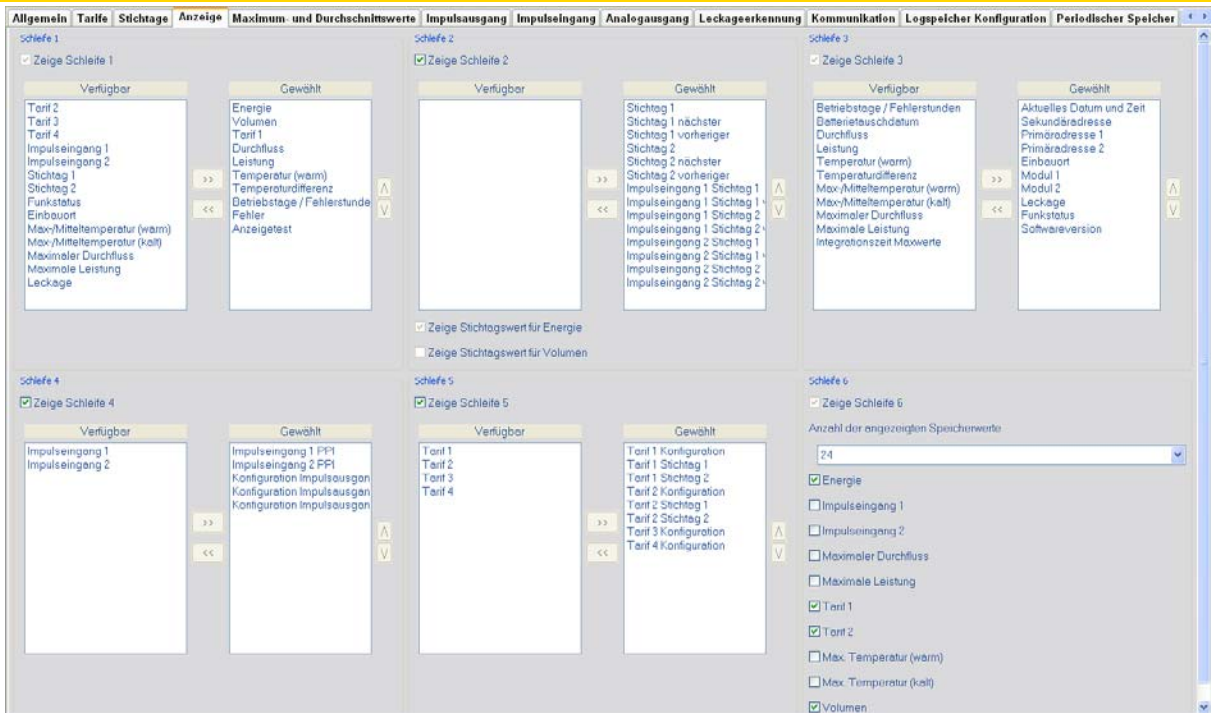 Allgemein Tarife Stichtage Anzeige Maximum- und Durchschnittswerte Impulsausgang Impulseingang Analogausgang Leckageerkennung Kommunikation Logspeicher Konfiguration Periodischer Speicher
Schleife 1
Zeige Schleife 1
Verfügbar
Tarif 2
Tarif 3
Tarif 4
Impulseingang 1
Impulseingang 2
Stichtag 1
Stichtag 2
Funkstatus
Einbauort
Max-/Mitteltemperatur (warm)
Max-/Mitteltemperatur (kalt)
Maximaler Durchfluss
Maximale Leistung
Leckage
>>
<<
Gewählt
Energie
Volumen
Tarif 1
Durchfluss
Leistung
Temperatur (warm)
Temperaturdifferenz
Betriebstage / Fehlerstunde
Fehler
Anzeigetest
Schleife 2
Zeige Schleife 2
Verfügbar
>>
<<
Gewählt
Stichtag 1
Stichtag 1 nächster
Stichtag 1 vorheriger
Stichtag 2
Stichtag 2 nächster
Stichtag 2 vorheriger
Impulseingang 1 Stichtag 1
Impulseingang 1 Stichtag 1
Impulseingang 1 Stichtag 2
Impulseingang 1 Stichtag 2
Impulseingang 2 Stichtag 1
Impulseingang 2 Stichtag 1
Impulseingang 2 Stichtag 2
Impulseingang 2 Stichtag 2
Zeige Stichtagswert für Energie
Zeige Stichtagswert für Volumen
Schleife 3
Zeige Schleife 3
Verfügbar
Betriebstage / Fehlerstunden
Batterietauschdatum
Durchfluss
Leistung
Temperatur (warm)
Temperaturdifferenz
Max-/Mitteltemperatur (warm)
Max-/Mitteltemperatur (kalt)
Maximaler Durchfluss
Maximale Leistung
Integrationszeit Maxwerte
>>
<<
Gewählt
Aktuelles Datum und Zeit
Sekundäradresse
Primäradresse 1
Primäradresse 2
Einbauort
Modul 1
Modul 2
Leckage
Funkstatus
Softwareversion
Schleife 4
Zeige Schleife 4
Verfügbar
Impulseingang 1
Impulseingang 2
>>
<<
Gewählt
Impulseingang 1 PPI
Impulseingang 2 PPI
Konfiguration Impulsausgan
Konfiguration Impulsausgan
Konfiguration Impulsausgan
Schleife 5
Zeige Schleife 5
Verfügbar
Tarif 1
Tarif 2
Tarif 3
Tarif 4
>>
<<
Gewählt
Tarif 1 Konfiguration
Tarif 1 Stichtag 1
Tarif 1 Stichtag 2
Tarif 2 Konfiguration
Tarif 2 Stichtag 1
Tarif 2 Stichtag 2
Tarif 3 Konfiguration
Tarif 4 Konfiguration
Schleife 6
Zeige Schleife 6
Anzahl der angezeigten Speicherwerte
24
Energie
Impulseingang 1
Impulseingang 2
Maximaler Durchfluss
Maximale Leistung
Tarif 1
Tarif 2
Max. Temperatur (warm)
Max. Temperatur (kalt)
Volumen